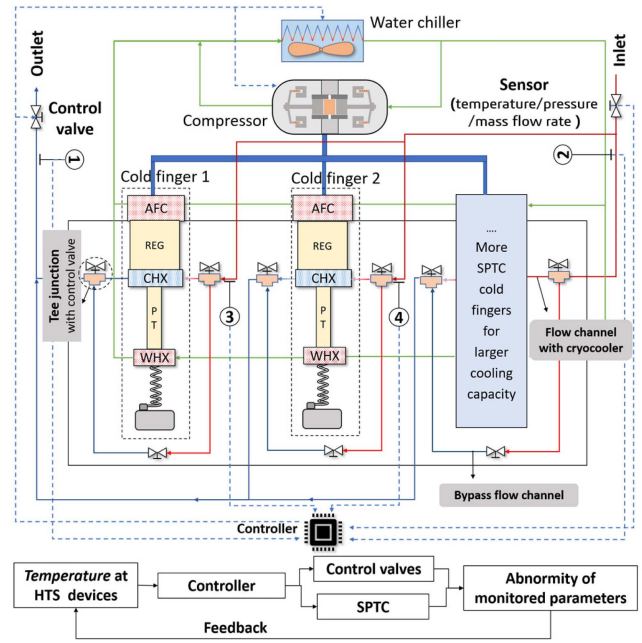 Water chiller
Outlet
Inlet
Control
valve
Compressor
Sensor
(temperature/pressure
/mass flow rate )
1
2
Cold finger 1
Cold finger 2
AFC
AFC
REG
REG
CHX
CHX
Tee junction
with control valve
3
4
P
T
P
T
WHX
WHX
....
More
SPTC
cold
fingers
for
larger
cooling
capacity
Flow channel
with cryocooler
Bypass flow channel
Controller
Temperature at
HTS devices
Controller
Control valves
SPTC
Abnormity of
monitored parameters
Feedback